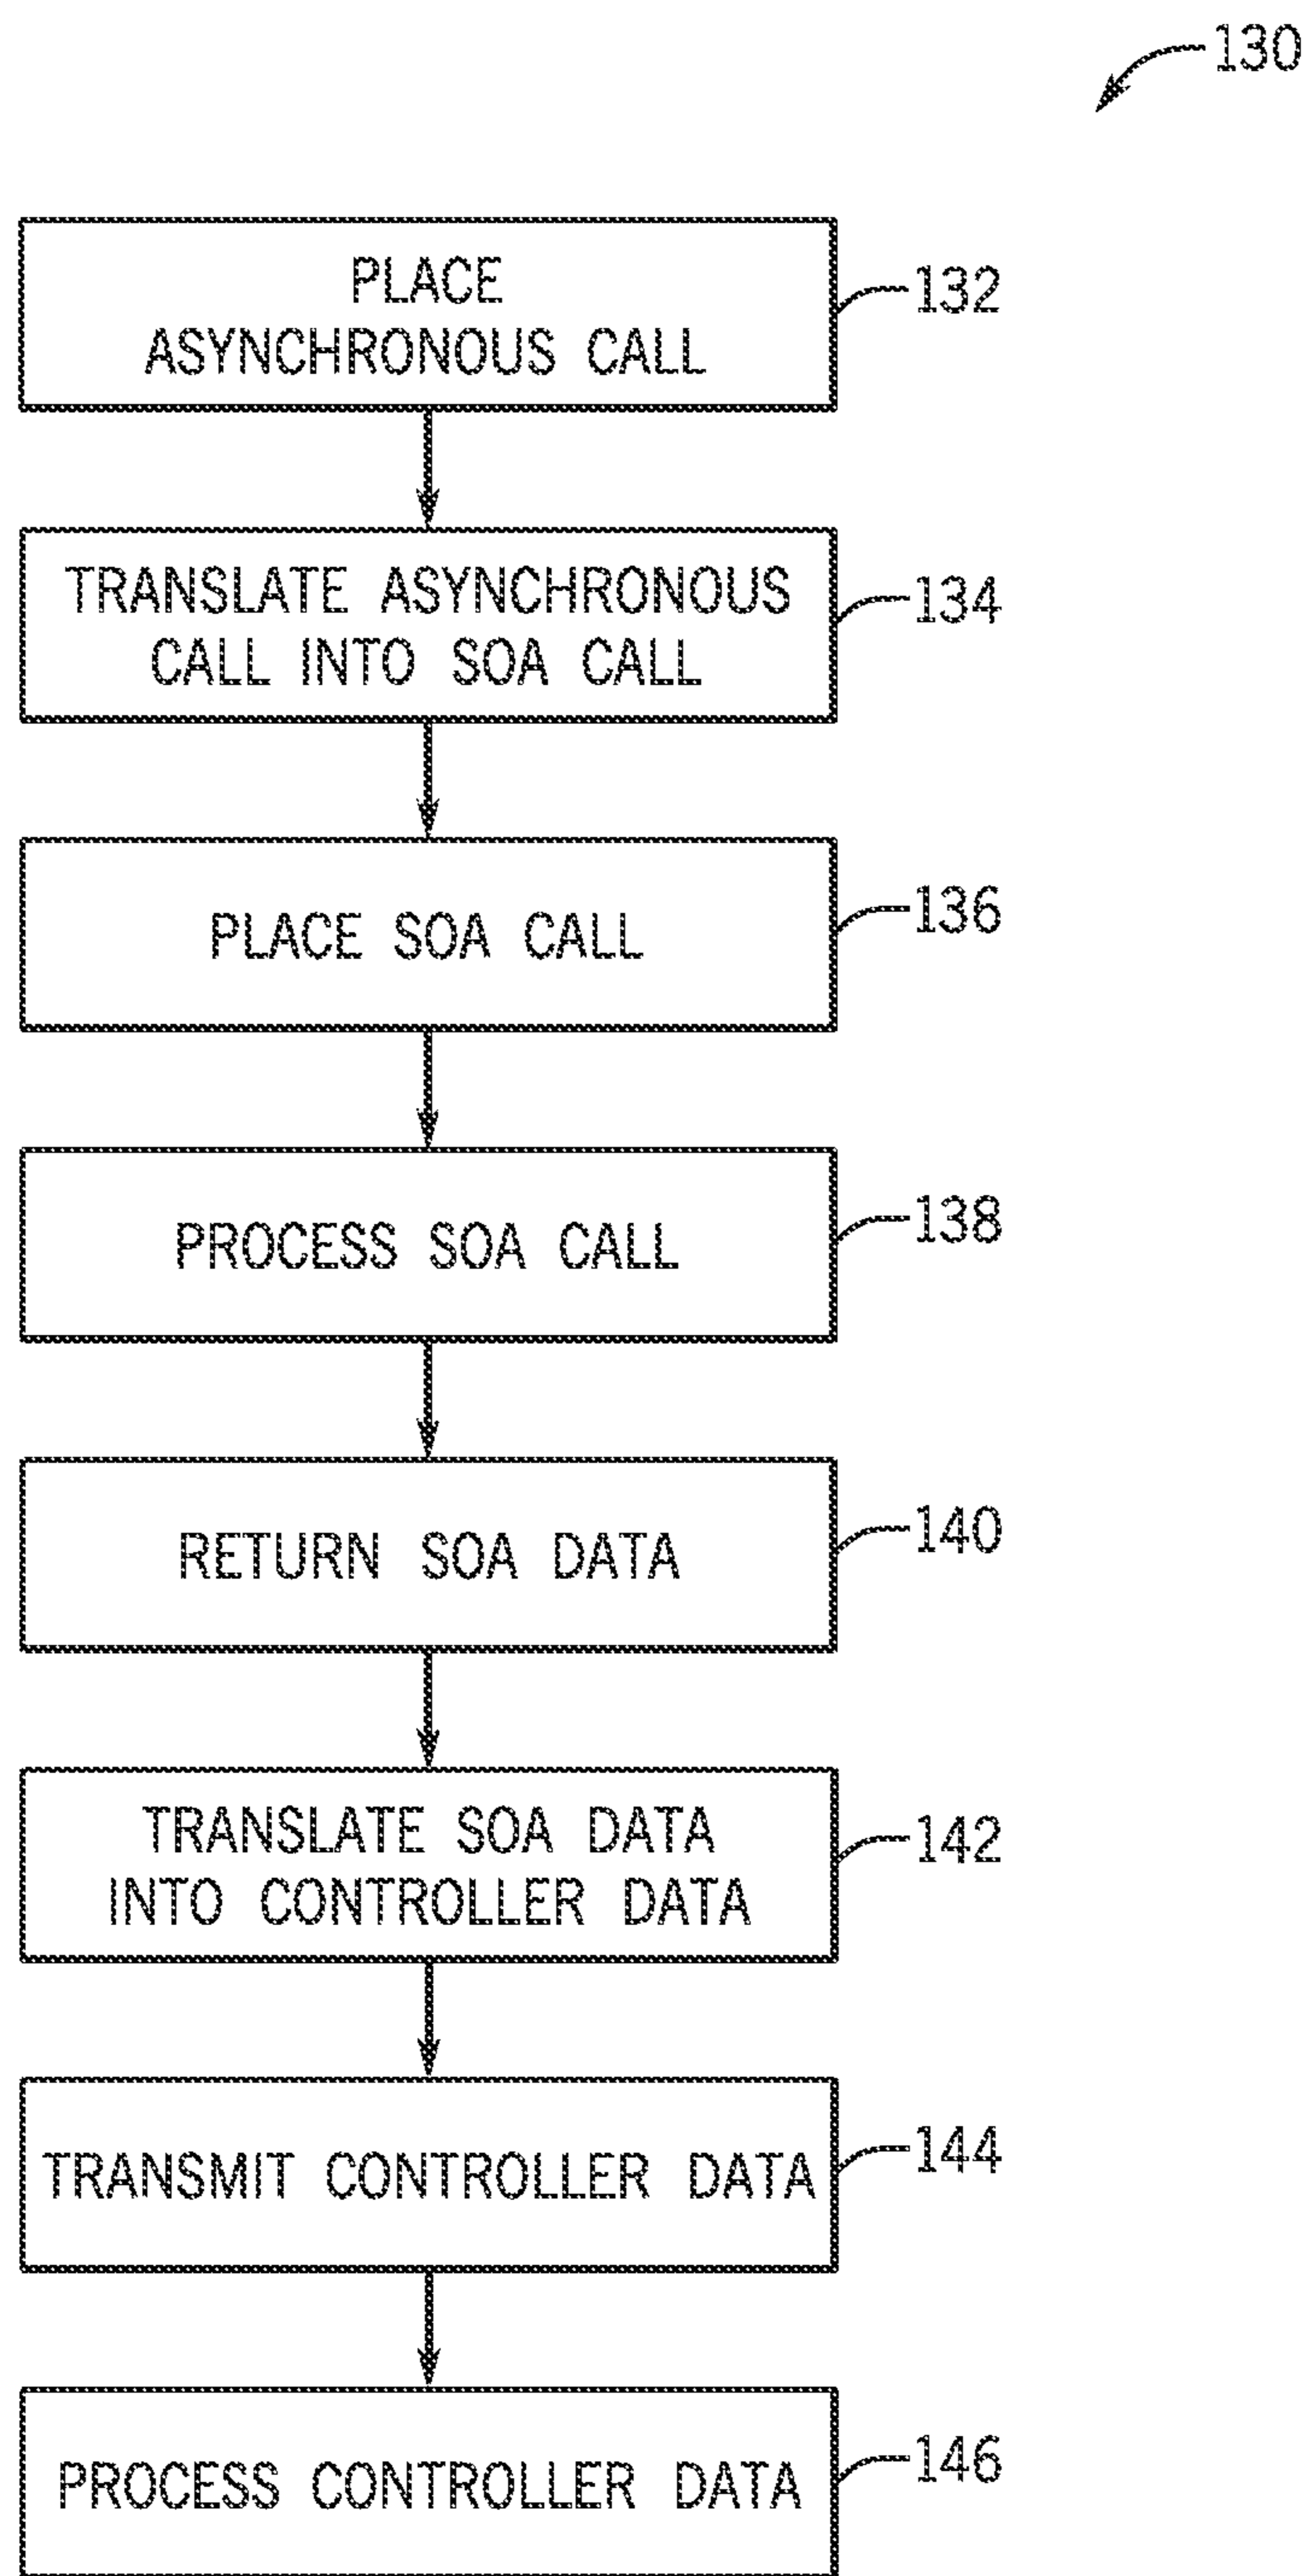 130
PLACE
ASYNCHRONOUS CALL
132
TRANSLATE ASYNCHRONOUS
CALL INTO SOA CALL
134
PLACE SOA CALL
136
PROCESS SOA CALL
138
RETURN SOA DATA
140
TRANSLATE SOA DATA
INTO CONTROLLER DATA
142
TRANSMIT CONTROLLER DATA
144
PROCESS CONTROLLER DATA
146